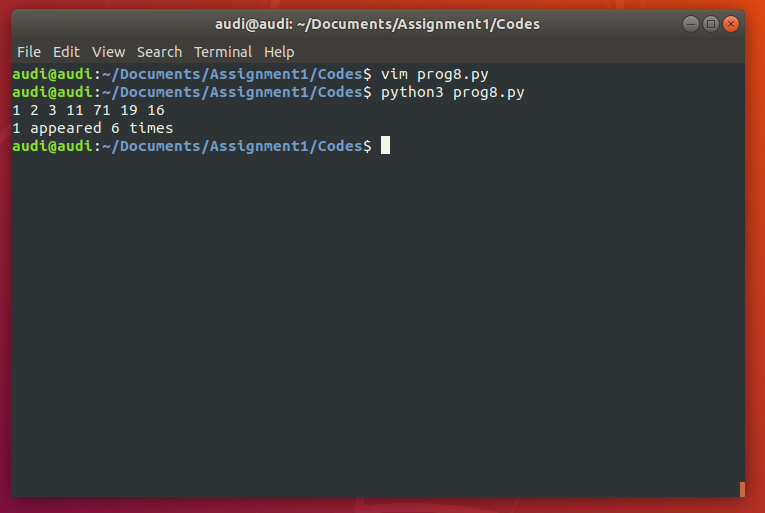 audi@audi: ~/Documents/Assignment1/Codes
File Edit View Search Terminal Help
audi@audi:~/Documents/Assignment1/Codes$ vim prog8.py
audi@audi:~/Documents/Assignment1/Codes$ python3 prog8.py
1 2 3 11 71 19 16
1 appeared 6 times
audi@audi:~/Documents/Assignment1/Codes$